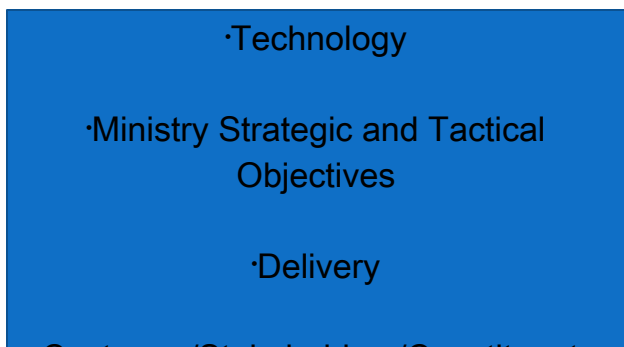 ·Technology
·Ministry Strategic and Tactical
Objectives
·Delivery